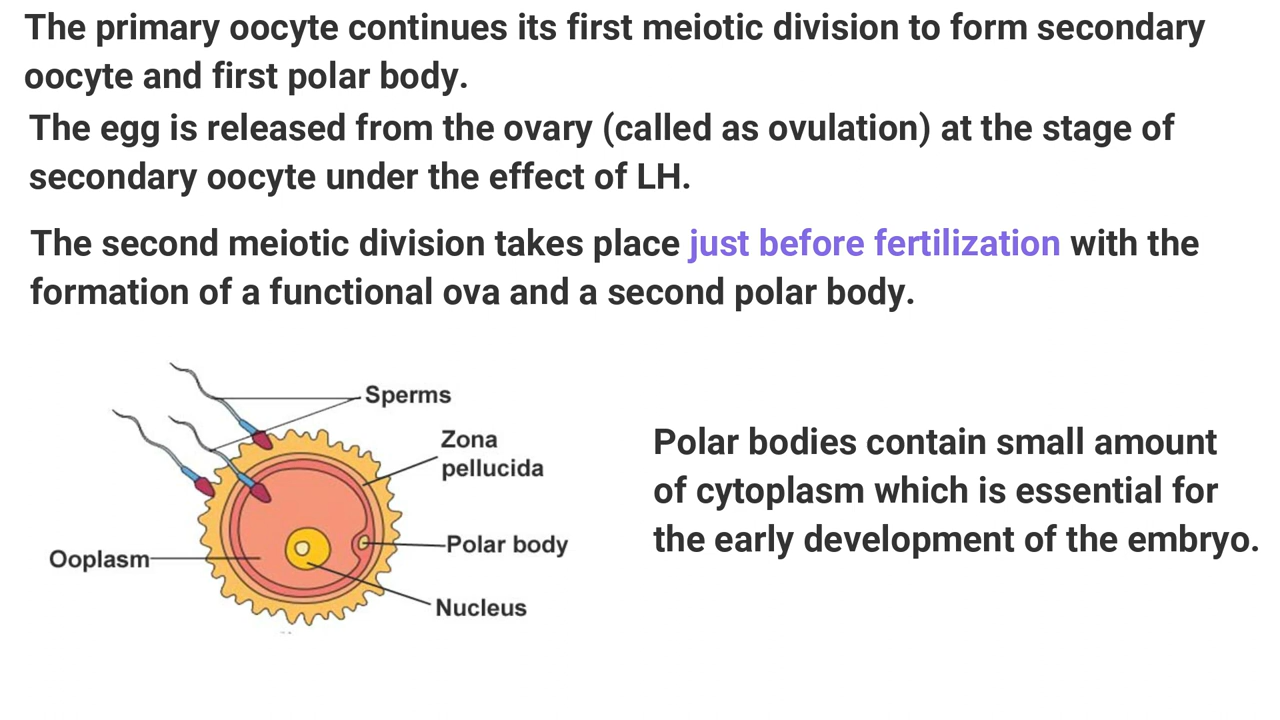 The primary oocyte continues its first meiotic division to form secondary
oocyte and first polar body.
The egg is released from the ovary (called as ovulation) at the stage of
secondary oocyte under the effect of LH.
The second meiotic division takes place just before fertilization with the
formation of a functional ova and a second polar body.
Sperms
Zona
pellucida
Polar body
Ooplasm
Nucleus
Polar bodies contain small amount
of cytoplasm which is essential for
the early development of the embryo.